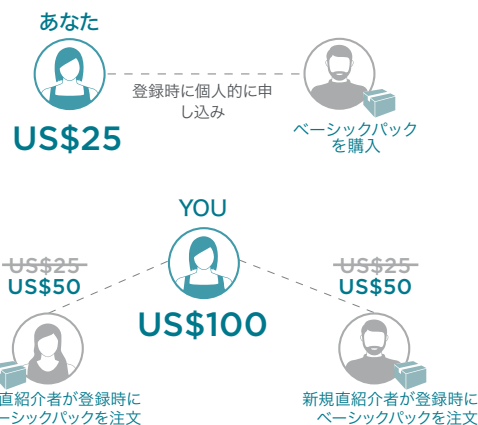 あなた
US$25
登録時に個人的に申
し込み
ベーシックパック
を購入
YOU
US$100
US$25
US$50
直紹介者が登録時に
ーシックパックを注文
US$25
US$50
新規直紹介者が登録時に
ベーシックパックを注文